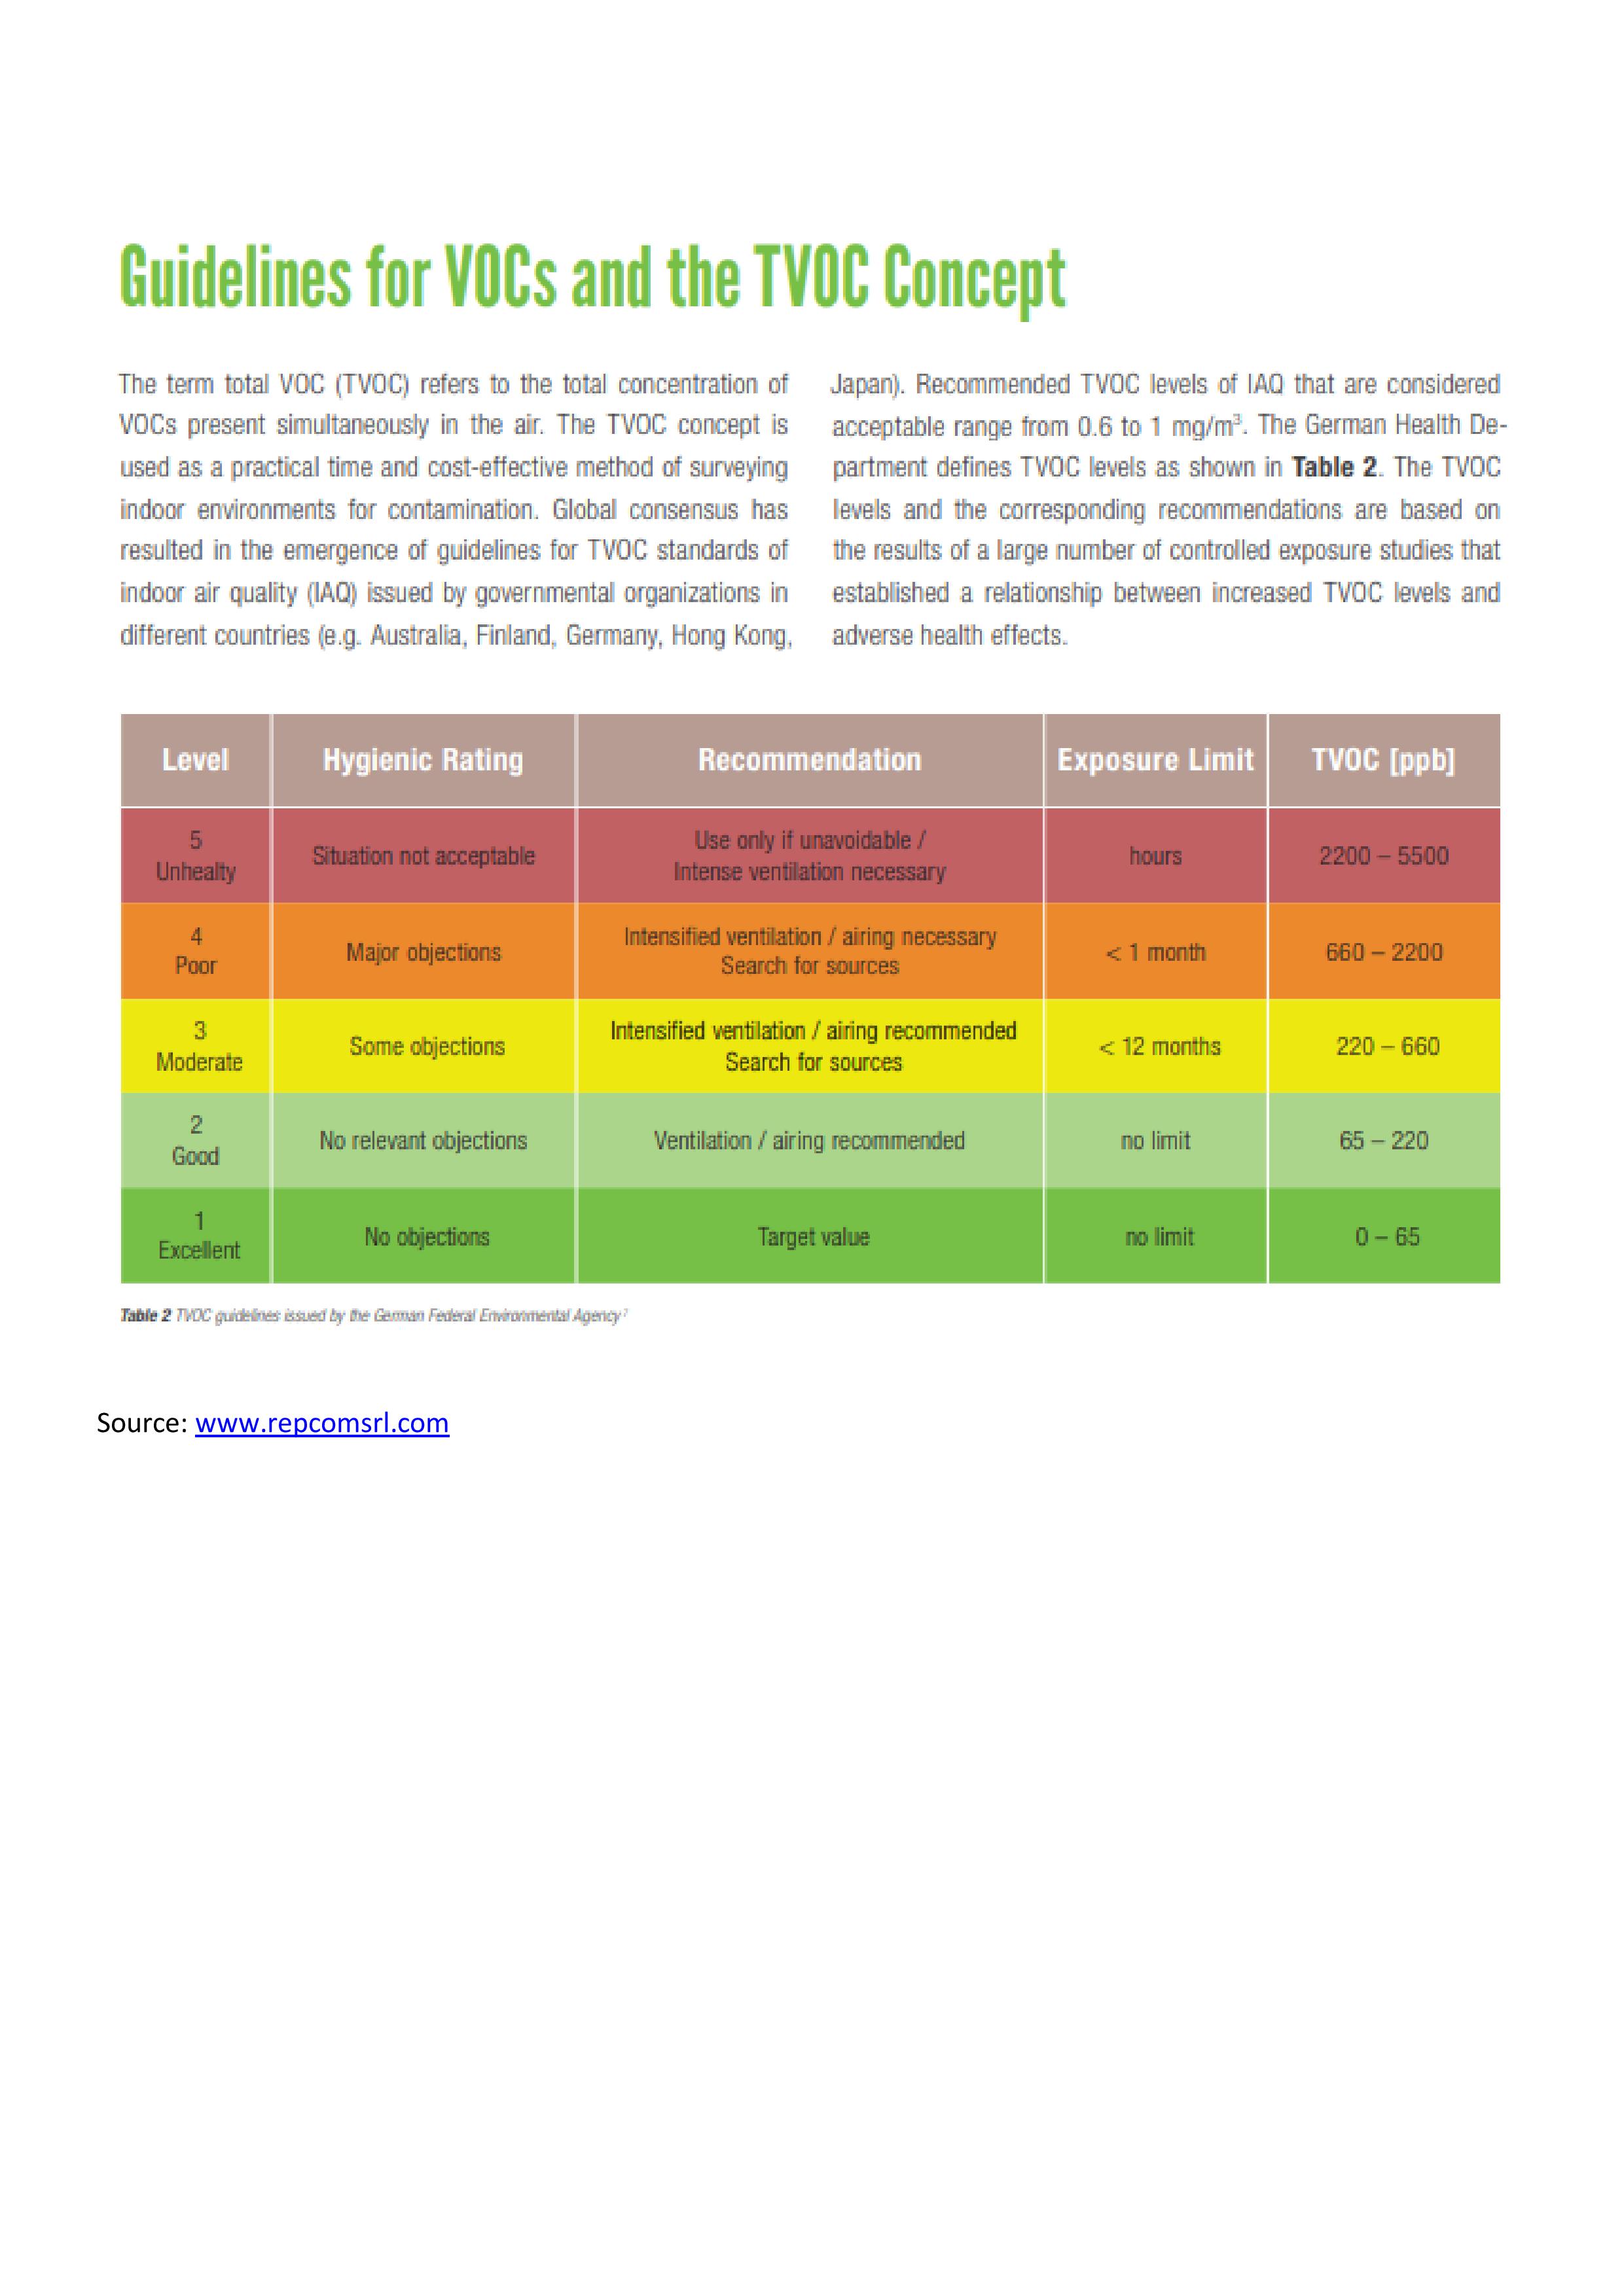 Guidelines for VOCs and the TVOC Concept
The term total VOC (TVOC) refers to the total concentration of
VOCs present simultaneously in the air. The TVOC concept is
used as a practical time and cost-effective method of surveying
indoor environments for contamination. Global consensus has
resulted in the emergence of guidelines for TVOC standards of
indoor air quality (IAQ) issued by governmental organizations in
different countries (e.g. Australia, Finland, Germany, Hong Kong,
Japan). Recommended TVOC levels of IAQ that are considered
acceptable range from 0.6 to 1 mg/m³. The German Health De-
partment defines TVOC levels as shown in Table 2. The TVOC
levels and the corresponding recommendations are based on
the results of a large number of controlled exposure studies that
established a relationship between increased TVOC levels and
adverse health effects.
Level Hygienic Rating Recommendation Exposure Limit TVOC [ppb]
5
Unhealty
Situation not acceptable
Use only if unavoidable /
Intense ventilation necessary
hours
2200 – 5500
4
Poor
Major objections
Intensified ventilation / airing necessary
Search for sources
< 1 month
660 – 2200
3
Moderate
Some objections
Intensified ventilation / airing recommended
Search for sources
< 12 months
220 – 660
2
Good
No relevant objections
Ventilation / airing recommended
no limit
65 – 220
1
Excellent
No objections
Target value
no limit
0 – 65
Table 2 TVOC guidelines issued by the German Federal Environmental Agency ⁷
Source: www.repcomsrl.com